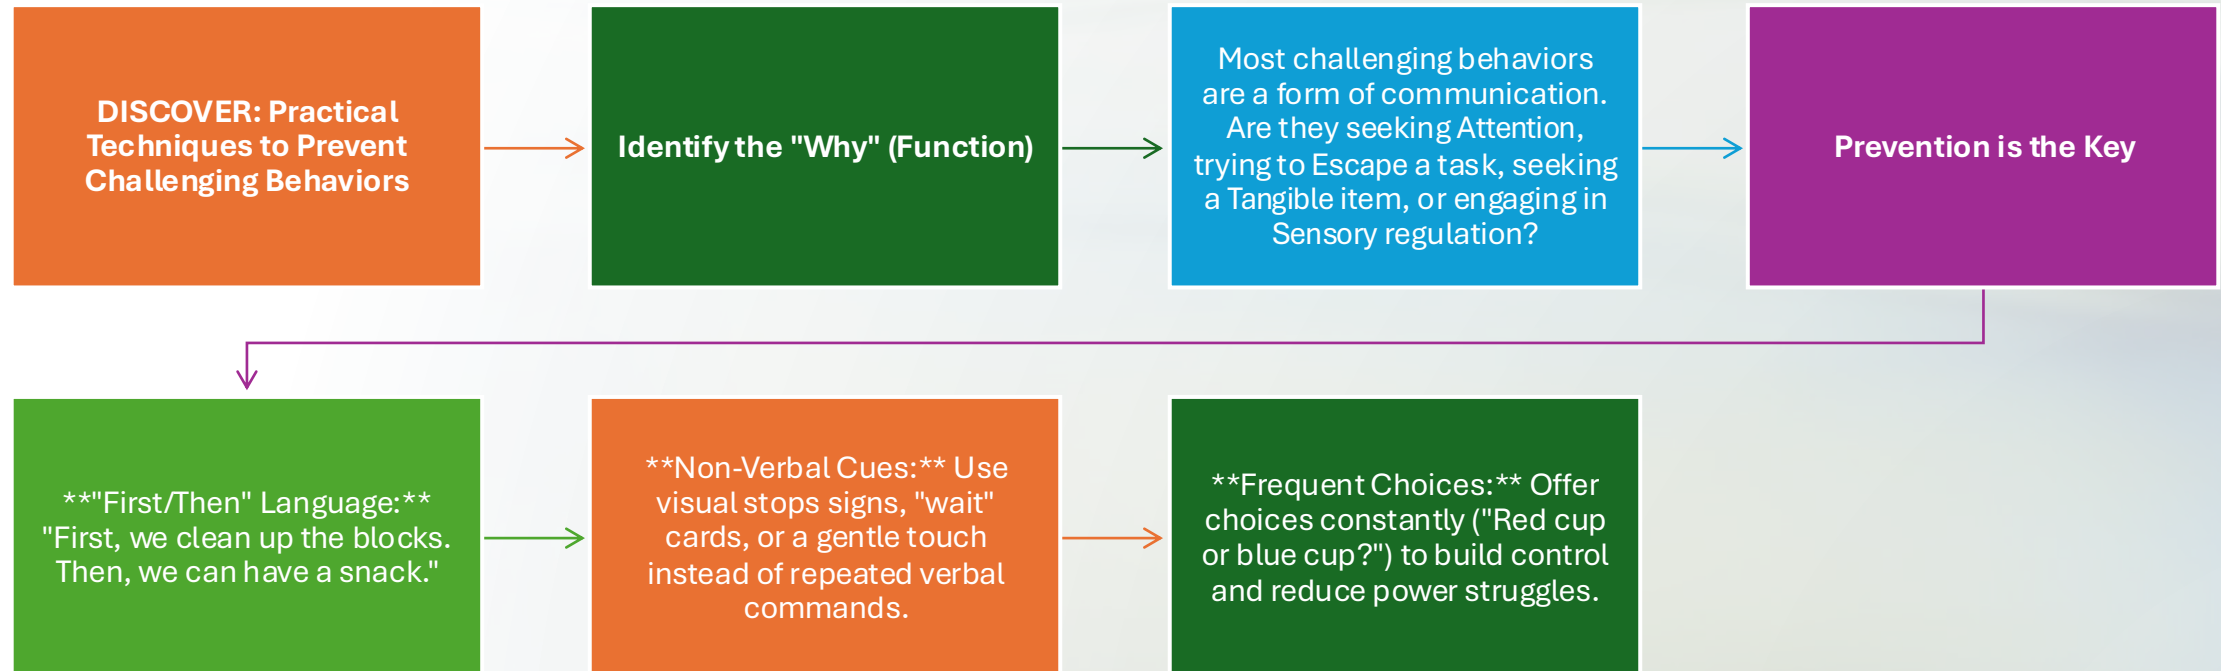 DISCOVER: Practical
Techniques to Prevent
Challenging Behaviors
Identify the "Why" (Function)
Most challenging behaviors
are a form of communication.
Are they seeking Attention,
trying to Escape a task, seeking
a Tangible item, or engaging in
Sensory regulation?
Prevention is the Key
**"First/Then" Language:**
"First, we clean up the blocks.
Then, we can have a snack."
**Non-Verbal Cues:** Use
visual stops signs, "wait"
cards, or a gentle touch
instead of repeated verbal
commands.
**Frequent Choices:** Offer
choices constantly ("Red cup
or blue cup?") to build control
and reduce power struggles.